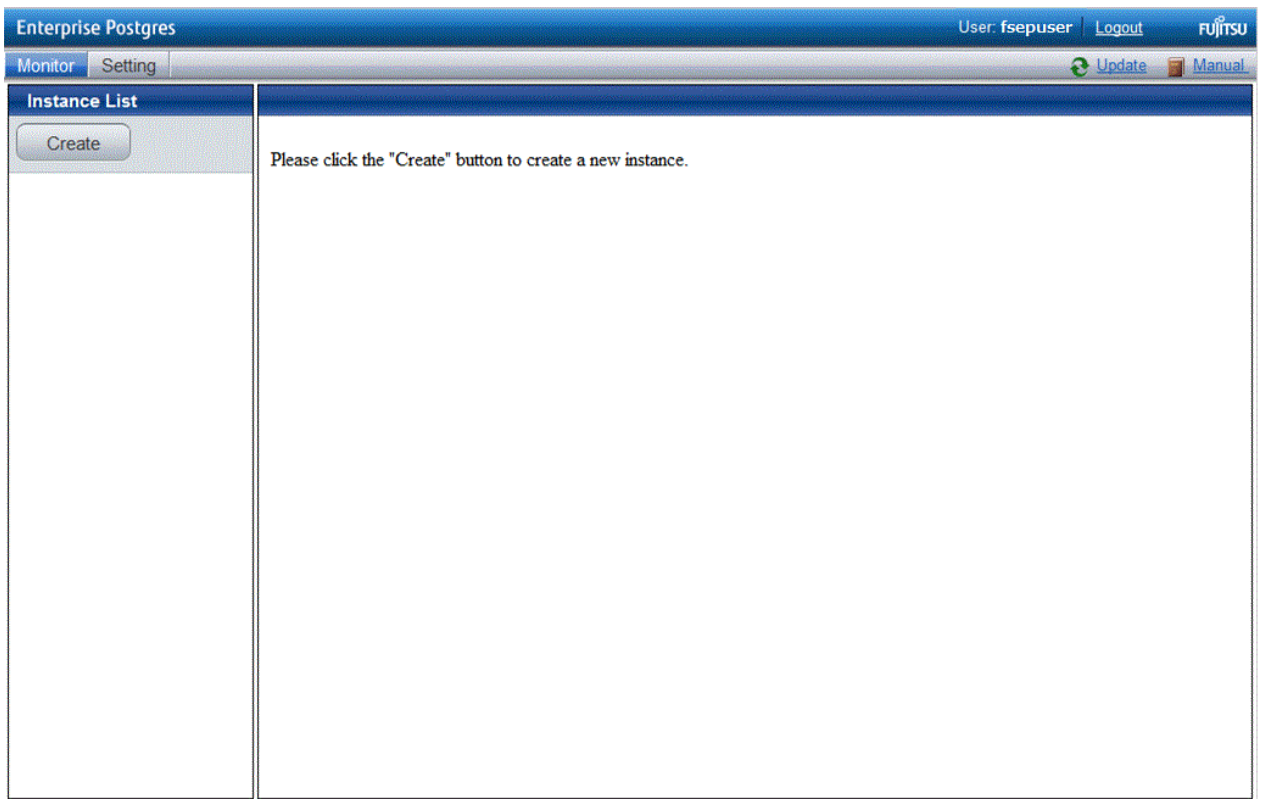 Enterprise Postgres User: fsepuser Logout FUJITSU
Monitor Setting Update Manual
Instance List
Create
Please click the "Create" button to create a new instance.